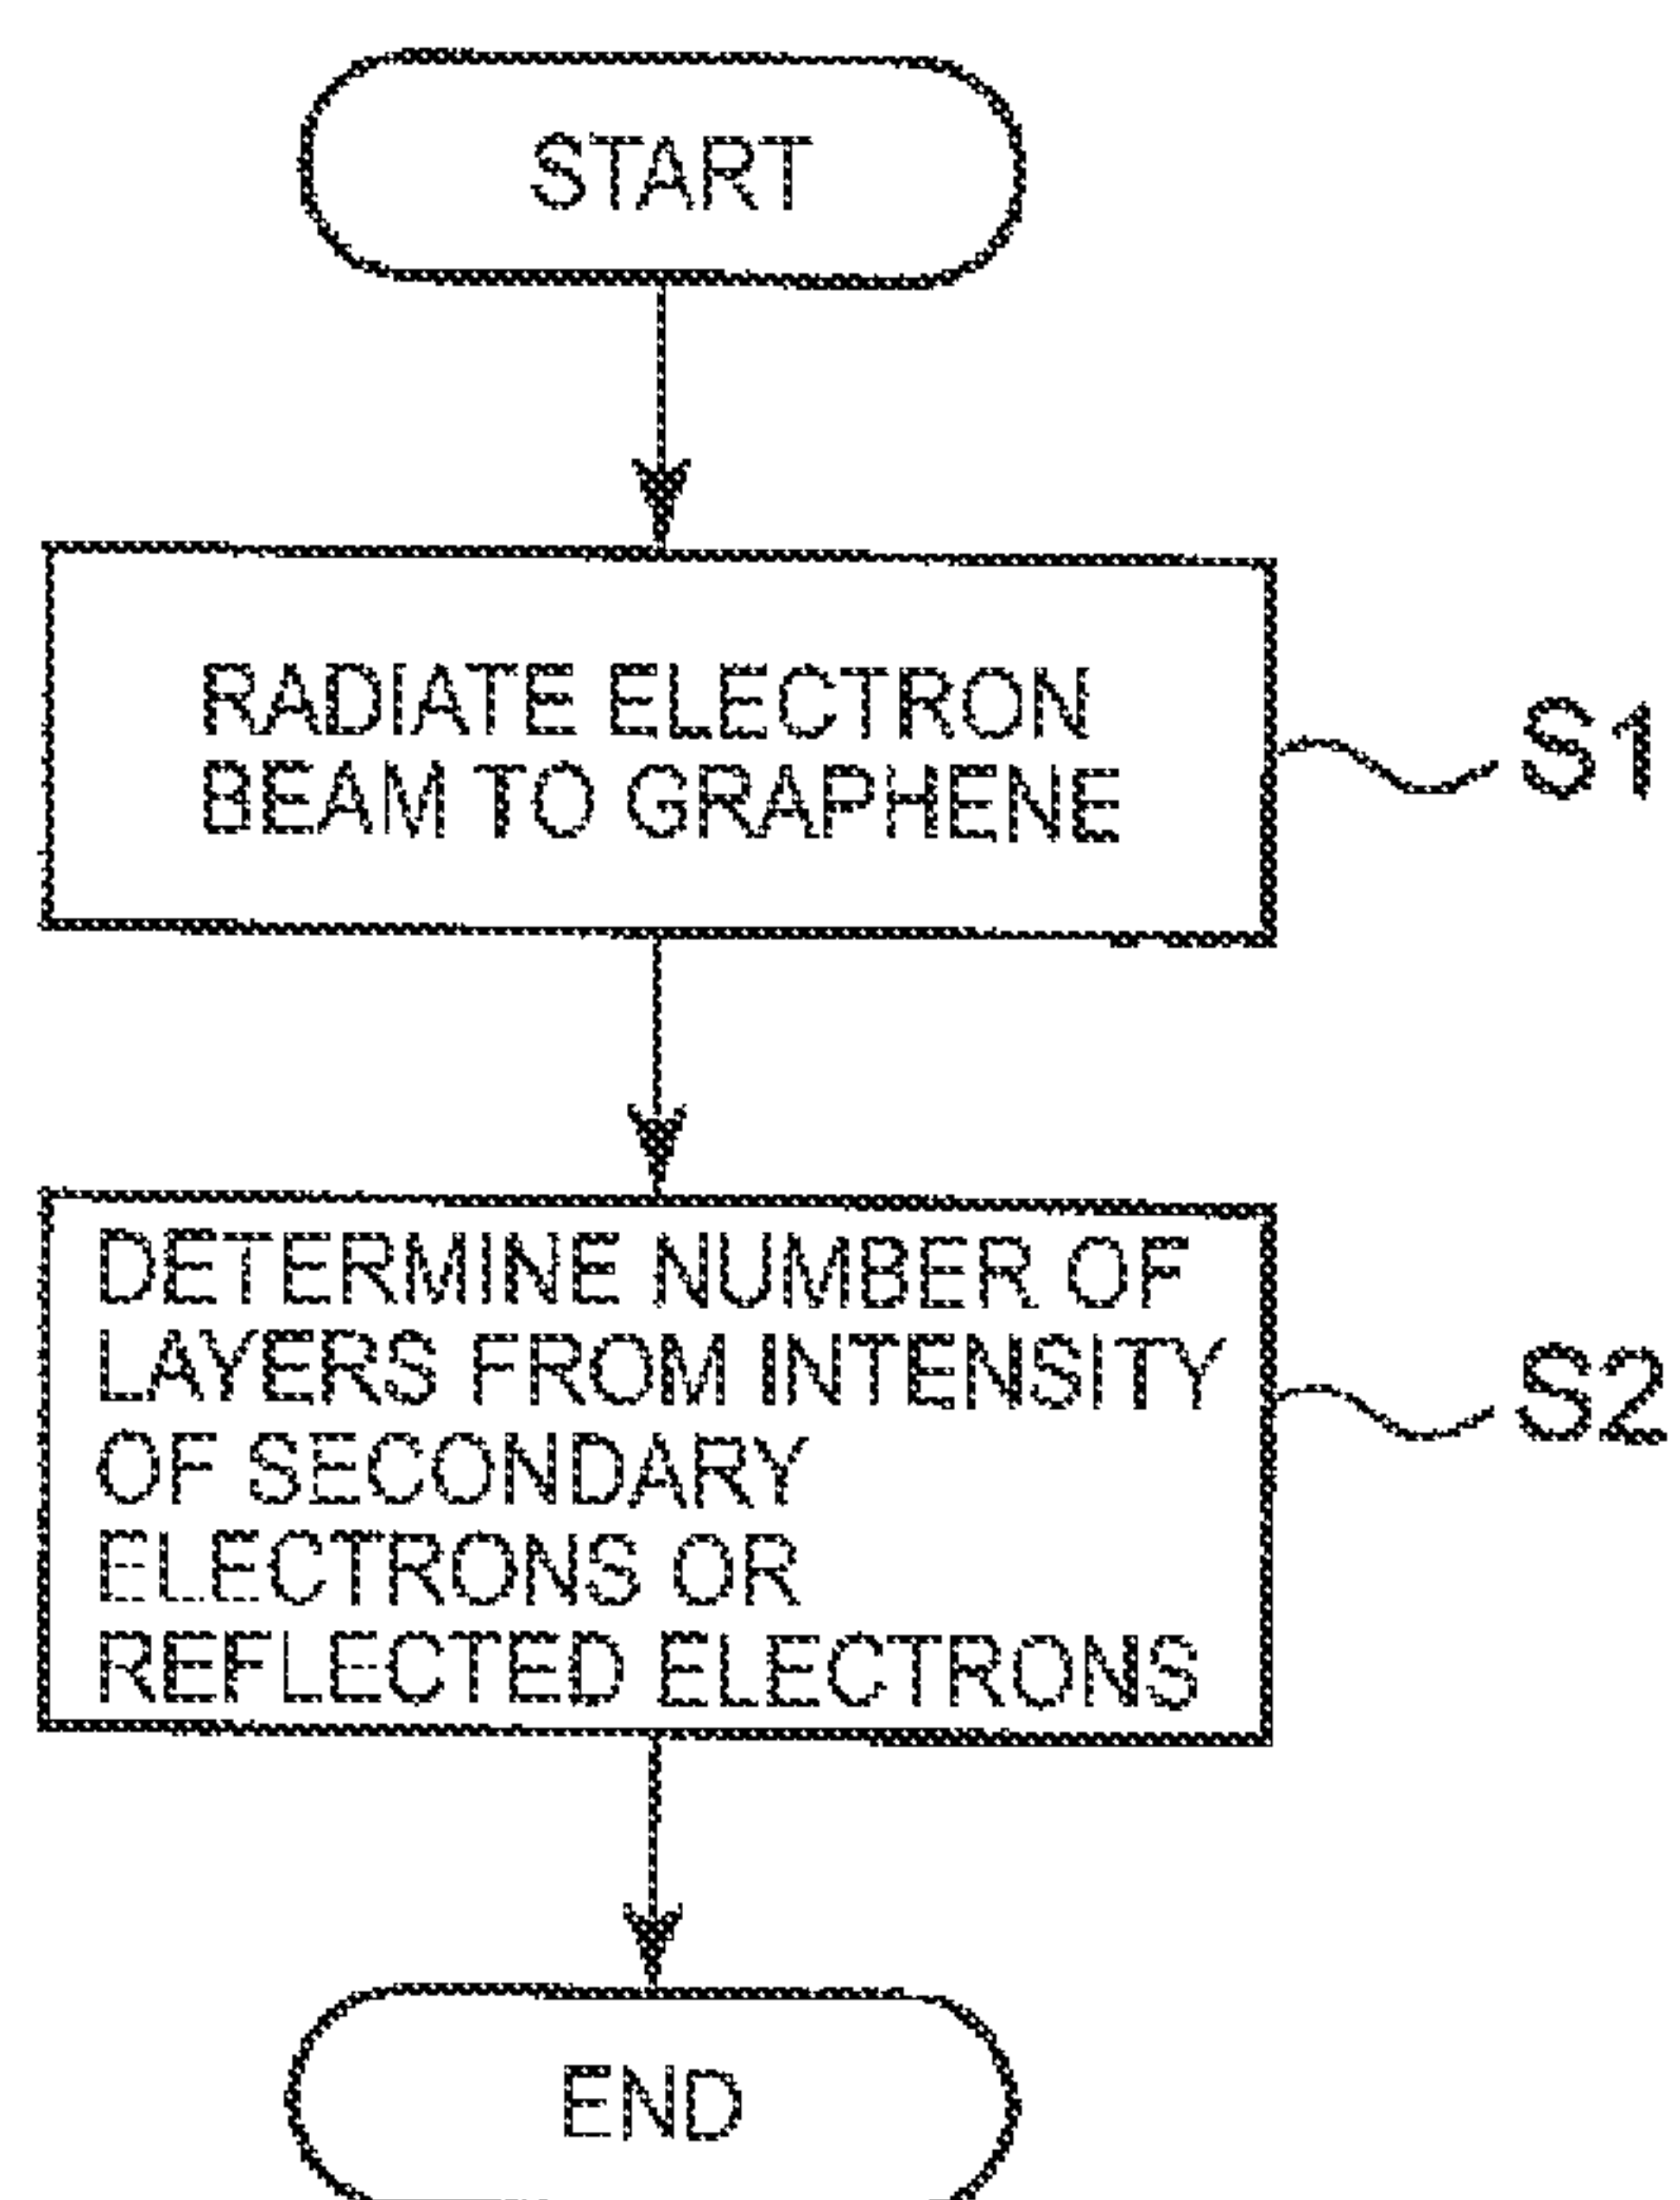 START
RADIATE ELECTRON
BEAM TO GRAPHENE
S1
DETERMINE NUMBER OF
LAYERS FROM INTENSITY
OF SECONDARY
ELECTRONS OR
REFLECTED ELECTRONS
S2
END